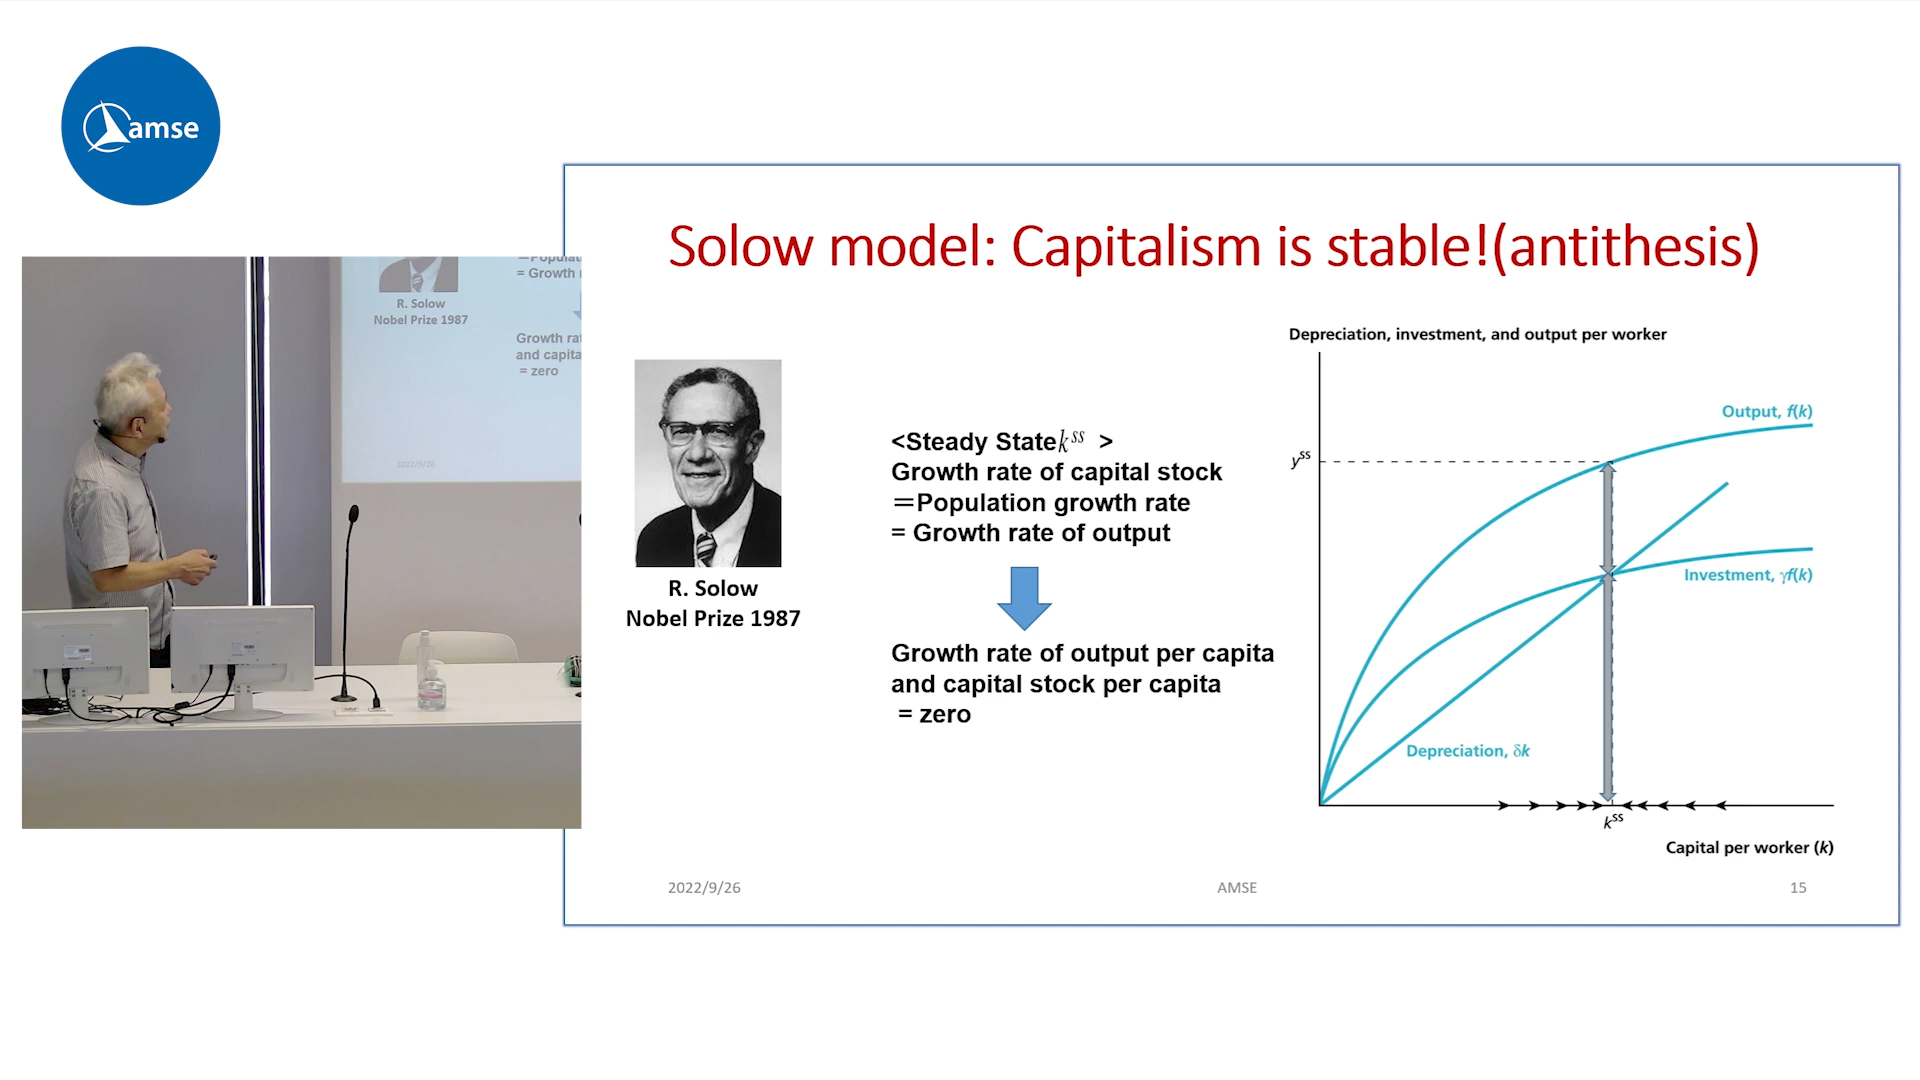 amse
Solow model: Capitalism is stable!(antithesis)
R. Solow
Nobel Prize 1987
<Steady State k^ss >
Growth rate of capital stock
＝Population growth rate
= Growth rate of output
Growth rate of output per capita
and capital stock per capita
= zero
Depreciation, investment, and output per worker
Output, f(k)
y^ss
Investment, γf(k)
Depreciation, δk
k^ss
Capital per worker (k)
2022/9/26
AMSE
15
= Growth
R. Solow
Nobel Prize 1987
Growth
and
= zero
2022/9/26